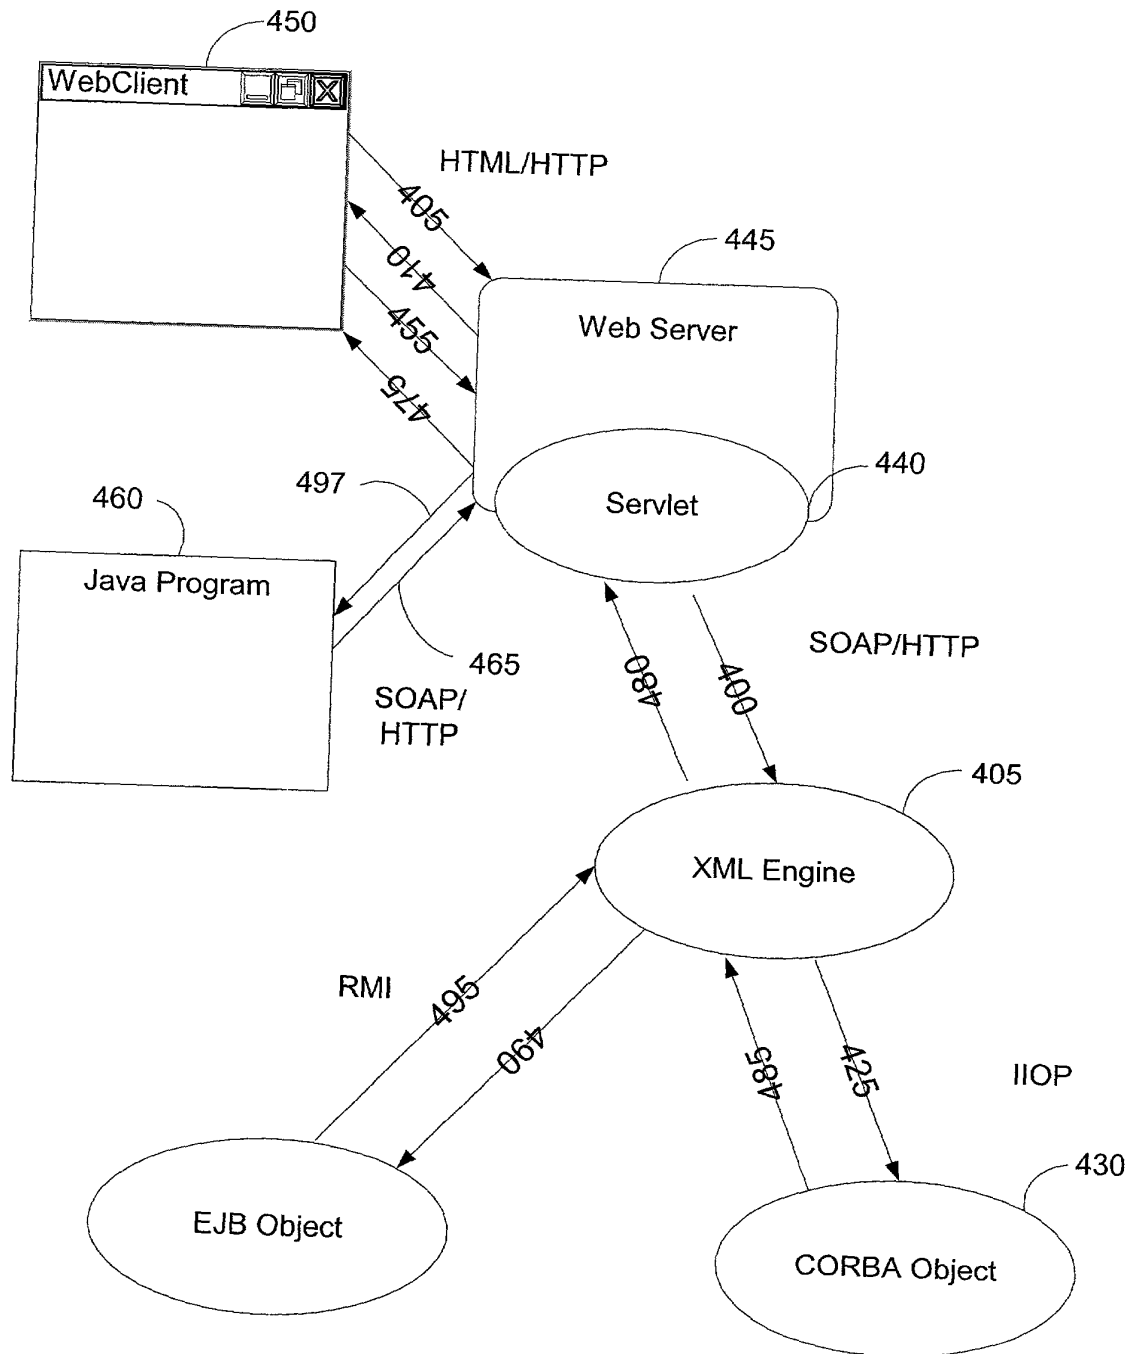 450
WebClient
HTML/HTTP
405
410
455
475
445
Web Server
440
Servlet
497
460
Java Program
465
SOAP/
HTTP
SOAP/HTTP
480
400
405
XML Engine
RMI
495
490
485
425
IIOP
430
EJB Object
CORBA Object